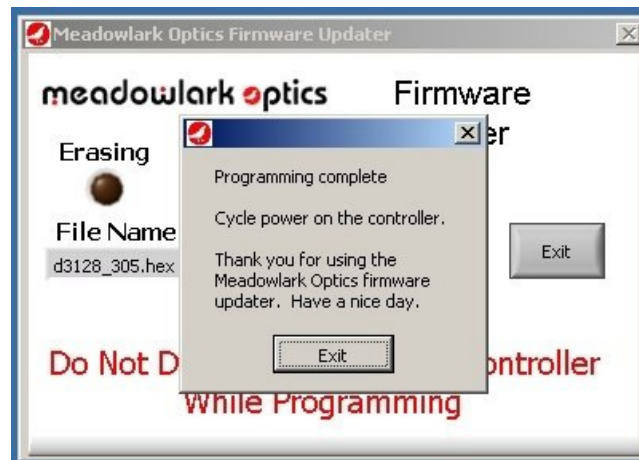 Meadowlark Optics Firmware Updater
meadowlark optics
Firmware
er
Erasing
File Name
d3128_305.hex
Exit
Programming complete
Cycle power on the controller.
Thank you for using the
Meadowlark Optics firmware
updater.  Have a nice day.
Exit
Do Not D
ontroller
While Programming